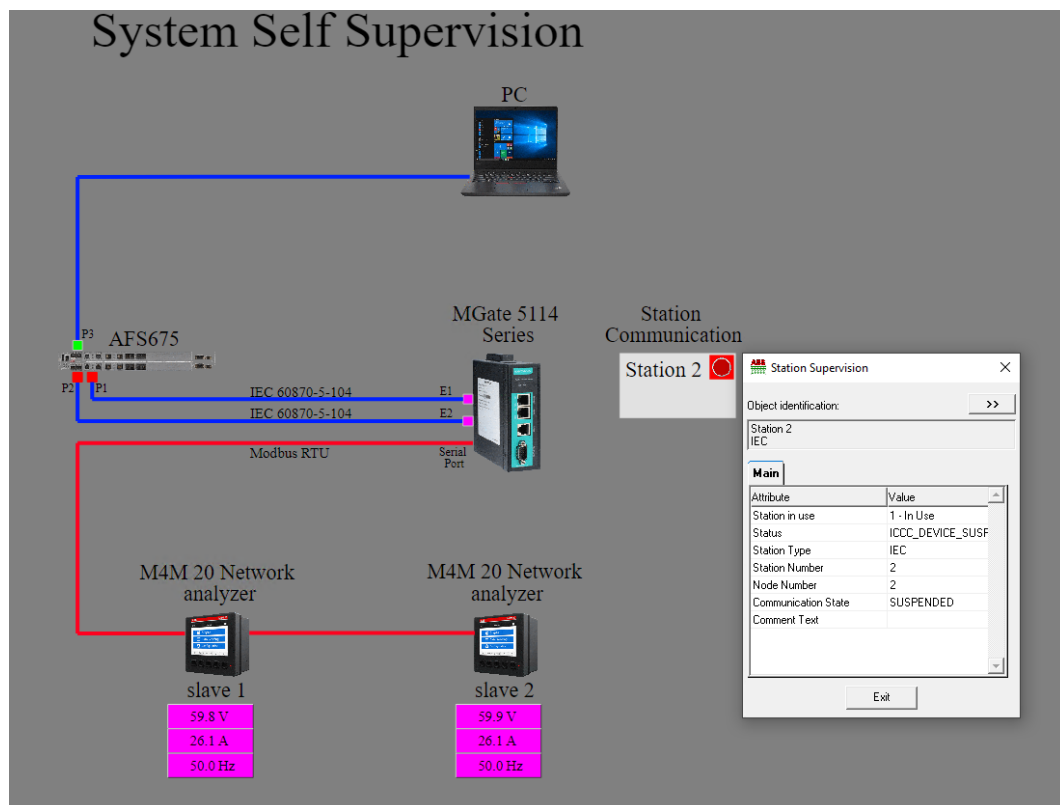 System Self Supervision
PC
P3
AFS675
P2
P1
MGate 5114
Series
IEC 60870-5-104
E1
IEC 60870-5-104
E2
Modbus RTU
Serial
Port
Station
Communication
Station 2
ABB
Station Supervision
Object identification:
>>
Station 2
IEC
Main
Attribute Value
Station in use 1 - In Use
Status ICCC_DEVICE_SUSF
Station Type IEC
Station Number 2
Node Number 2
Communication State SUSPENDED
Comment Text
Exit
M4M 20 Network
analyzer
slave 1
59.8 V
26.1 A
50.0 Hz
M4M 20 Network
analyzer
slave 2
59.9 V
26.1 A
50.0 Hz